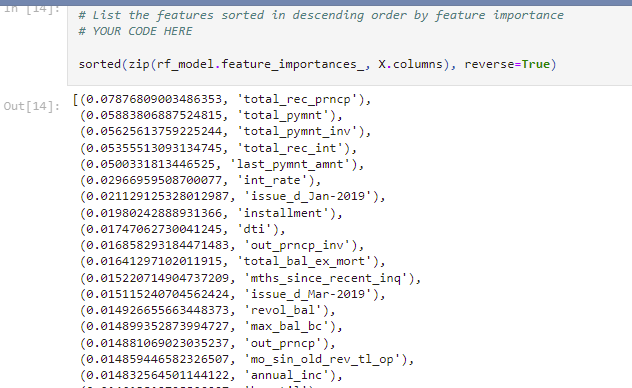 In [14]:
# List the features sorted in descending order by feature importance
# YOUR CODE HERE
sorted(zip(rf_model.feature_importances_, X.columns), reverse=True)
Out[14]:
[(0.07876809003486353, 'total_rec_prncp'),
(0.05883806887524815, 'total_pymnt'),
(0.05625613759225244, 'total_pymnt_inv'),
(0.05355513093134745, 'total_rec_int'),
(0.0500331813446525, 'last_pymnt_amnt'),
(0.02966959508700077, 'int_rate'),
(0.021129125328012987, 'issue_d_Jan-2019'),
(0.01980242888931366, 'installment'),
(0.01747062730041245, 'dti'),
(0.016858293184471483, 'out_prncp_inv'),
(0.01641297102011915, 'total_bal_ex_mort'),
(0.015220714904737209, 'mths_since_recent_inq'),
(0.015115240704562424, 'issue_d_Mar-2019'),
(0.014926655663448373, 'revol_bal'),
(0.014899352873994727, 'max_bal_bc'),
(0.014881069023035237, 'out_prncp'),
(0.014859446582326507, 'mo_sin_old_rev_tl_op'),
(0.014832564501144122, 'annual_inc'),